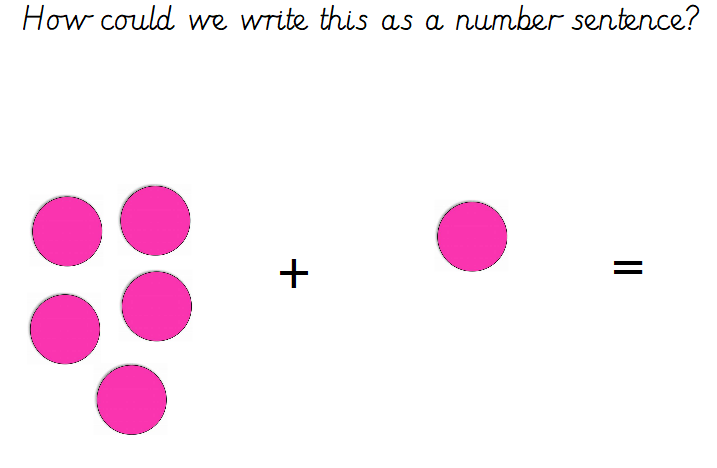 How could we write this as a number sentence?
+ =